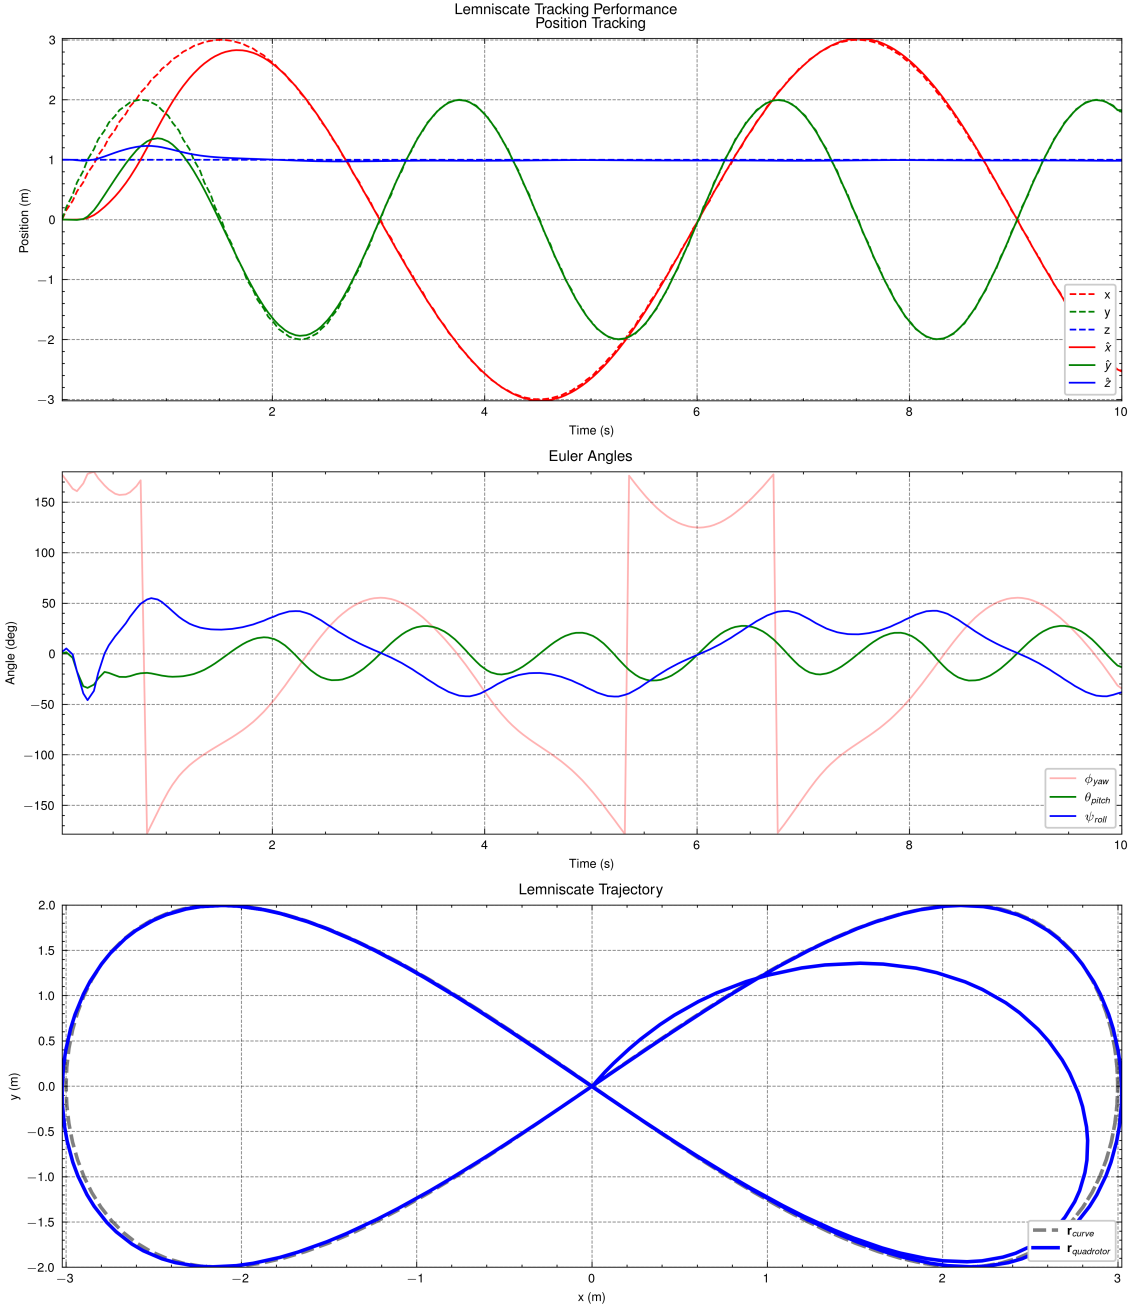 Lemniscate Tracking Performance
Position Tracking
3
2
1
0
−1
−2
−3
Position (m)
x
y
z
x̂
ŷ
ẑ
2
4
6
8
10
Time (s)
Euler Angles
150
100
50
0
−50
−100
−150
Angle (deg)
ϕyaw
θpitch
ψroll
2
4
6
8
10
Time (s)
Lemniscate Trajectory
2.0
1.5
1.0
0.5
0.0
−0.5
−1.0
−1.5
−2.0
y (m)
rcurve
rquadrotor
−3
−2
−1
0
1
2
3
x (m)